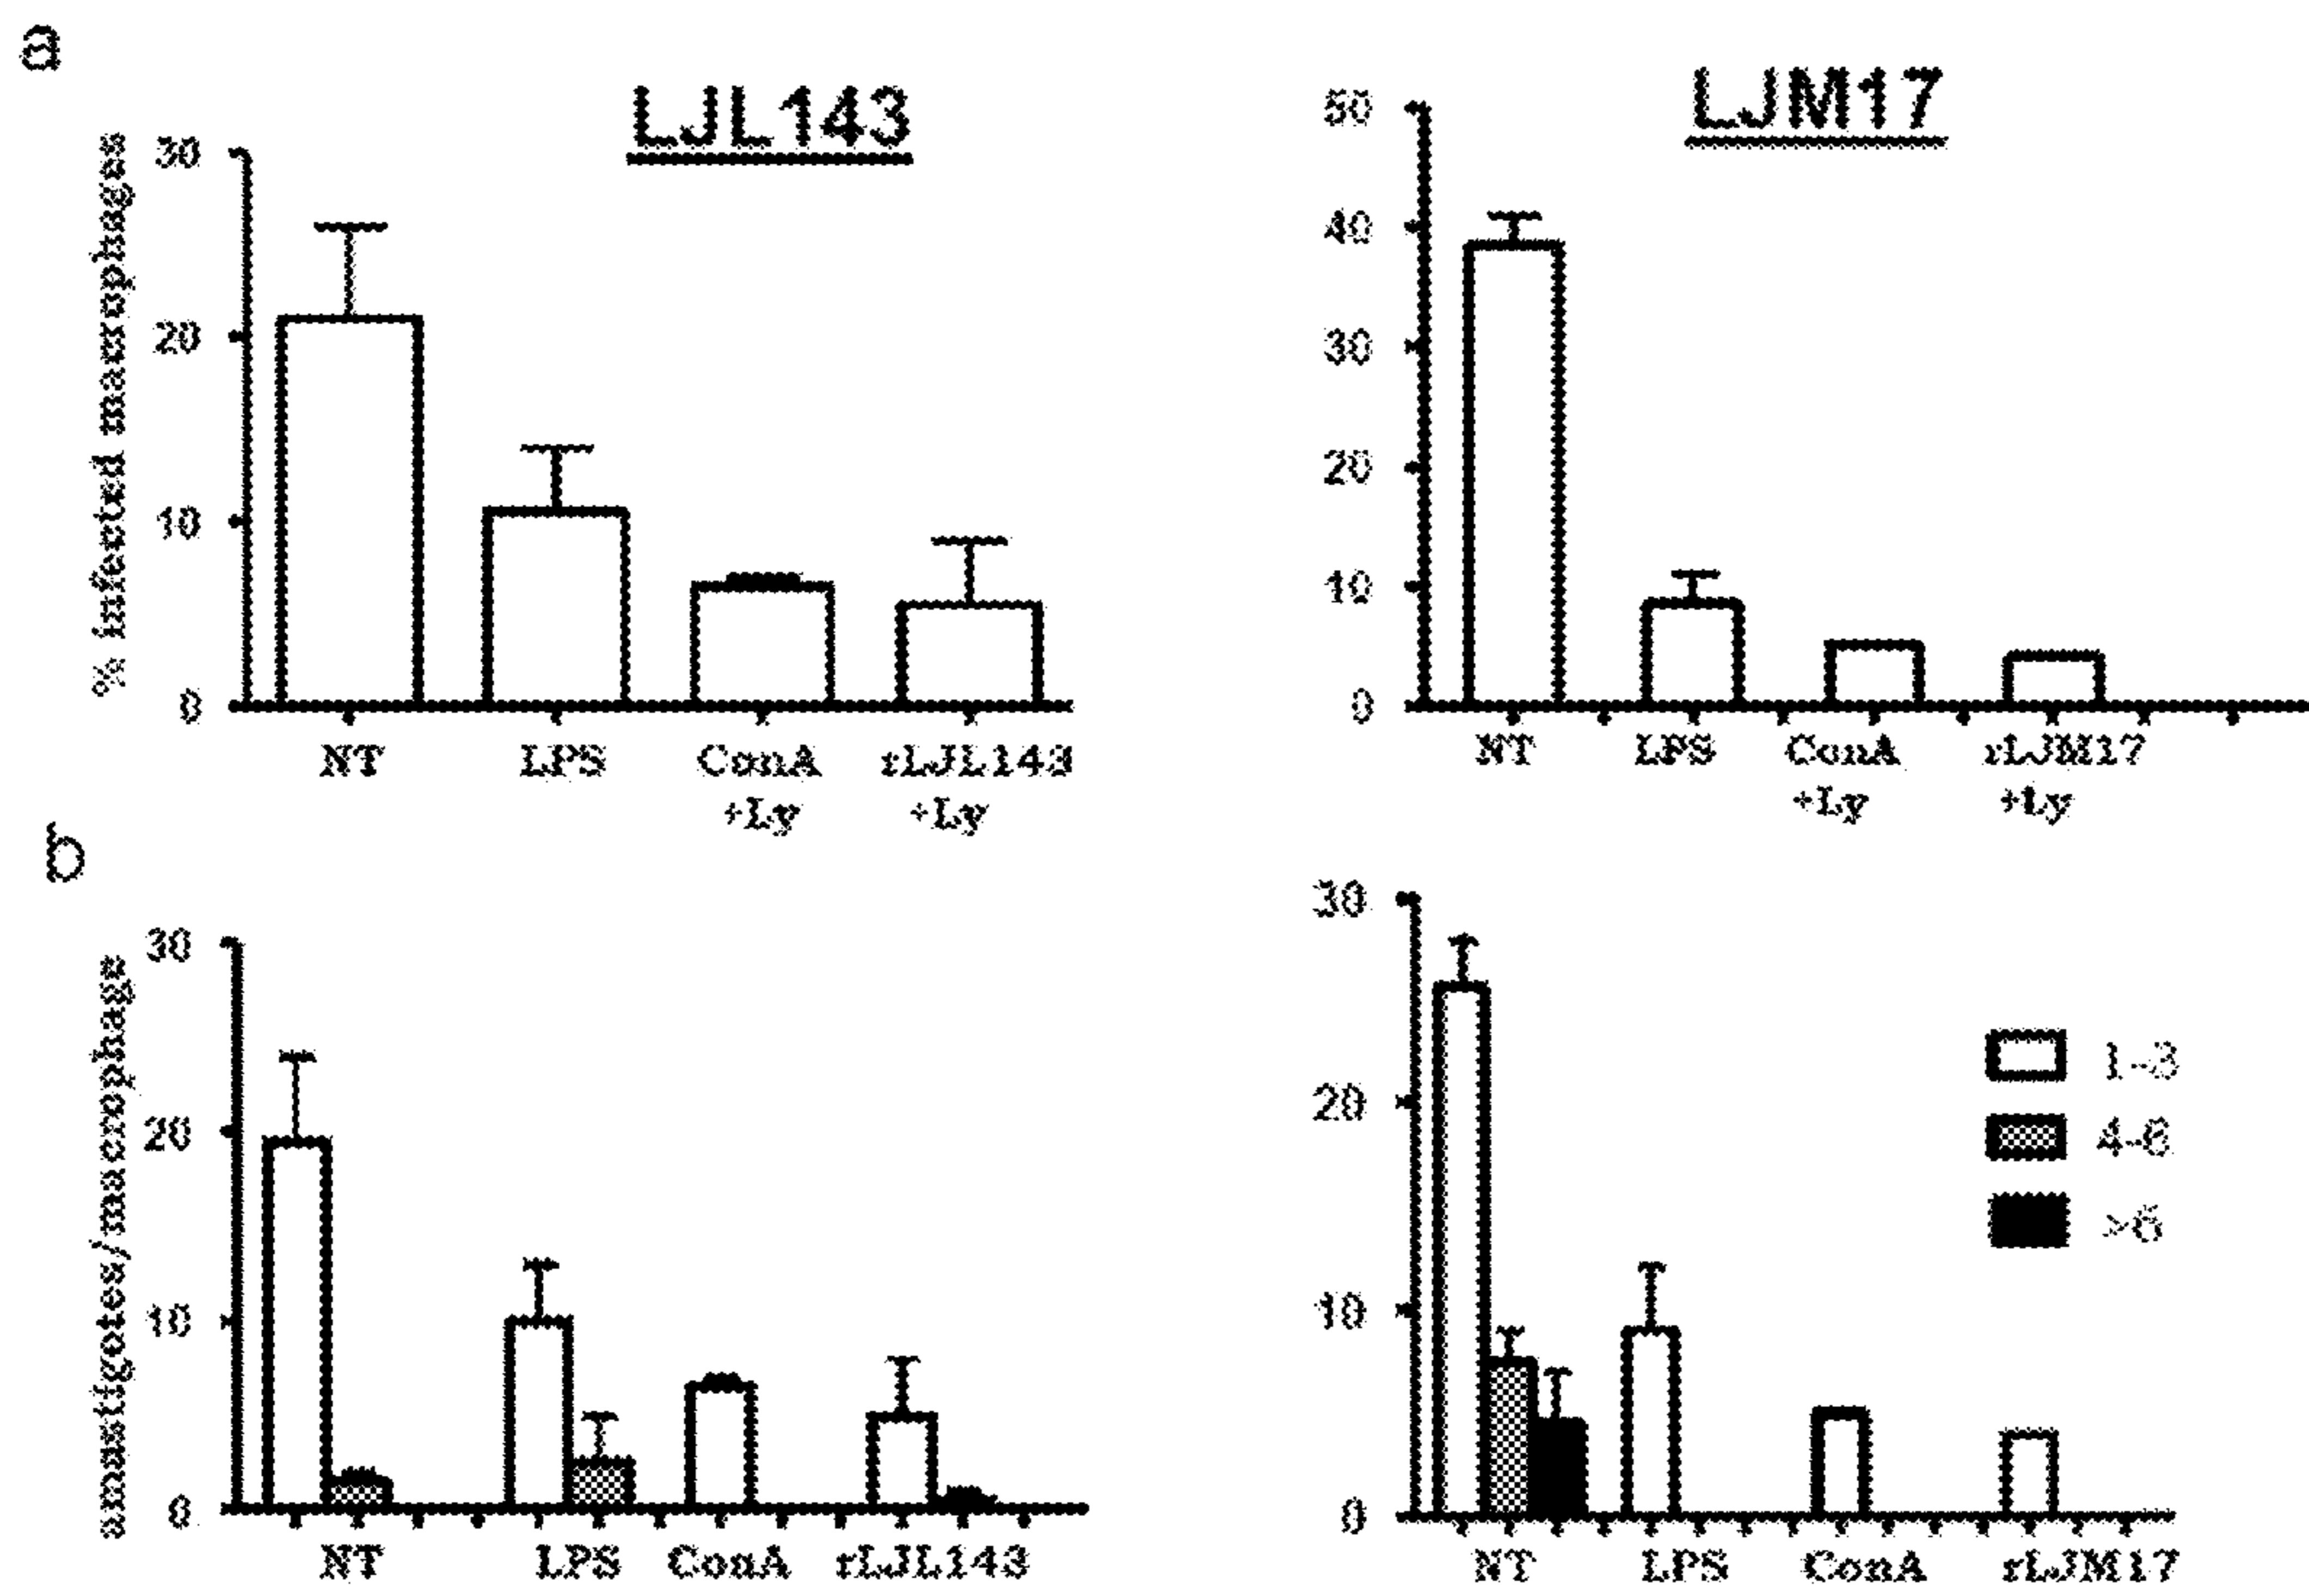 a
LJL143
% infected macrophages
30
20
10
0
NT LPS ConA rLJL143
+Ly +Ly
LJM17
50
40
30
20
10
0
NT LPS ConA rLJM17
+Ly +Ly
b
amastigotes/macrophage
30
20
10
0
NT LPS ConA rLJL143
30
20
10
0
1-3
4-6
>6
NT LPS ConA rLJM17